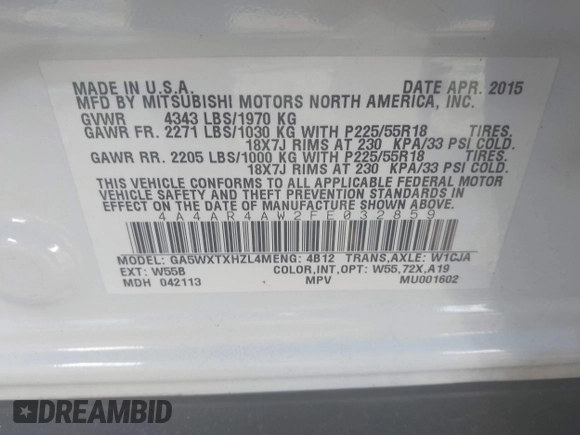 MADE IN U.S.A. DATE APR. 2015
MFD BY MITSUBISHI MOTORS NORTH AMERICA, INC.
GVWR 4343 LBS/1970 KG
GAWR FR. 2271 LBS/1030 KG WITH P225/55R18 TIRES.
18X7J RIMS AT 230 KPA/33 PSI COLD.
GAWR RR. 2205 LBS/1000 KG WITH P225/55R18 TIRES.
18X7J RIMS AT 230 KPA/33 PSI COLD.
THIS VEHICLE CONFORMS TO ALL APPLICABLE FEDERAL MOTOR
VEHICLE SAFETY AND THEFT PREVENTION STANDARDS IN
EFFECT ON THE DATE OF MANUFACTURE SHOWN ABOVE.
4A4AR4AW2FE032859
MODEL: GA5WXTXHZL4M ENG: 4B12 TRANS,AXLE: W1CJA
EXT: W55B COLOR,INT,OPT: W55,72X,A19
MDH 042113 MPV MU001602
DREAMBID